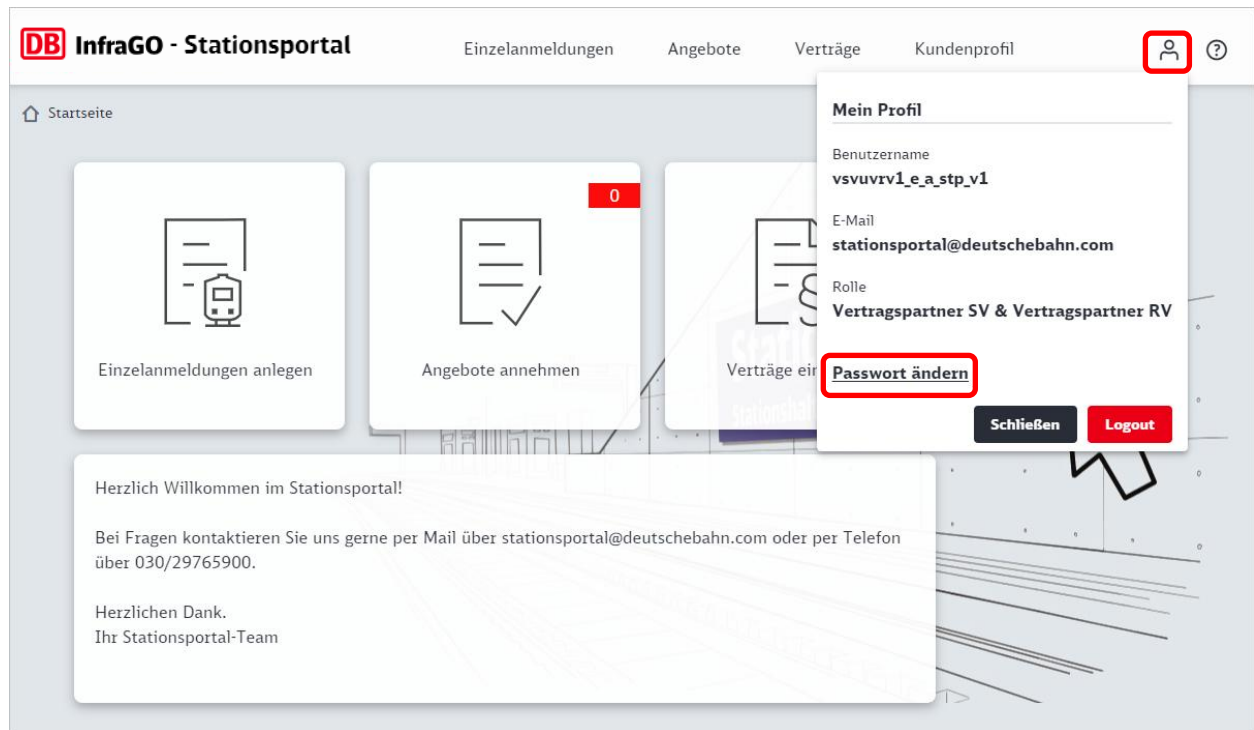 DB InfraGO - Stationsportal
Einzelanmeldungen Angebote Verträge Kundenprofil
Startseite
0
Einzelanmeldungen anlegen
Angebote annehmen
Verträge
Mein Profil
Benutzername
vsvuvrv1_e_a_stp_v1
E-Mail
stationsportal@deutschebahn.com
Rolle
Vertragspartner SV & Vertragspartner RV
Passwort ändern
Schließen Logout
Herzlich Willkommen im Stationsportal!
Bei Fragen kontaktieren Sie uns gerne per Mail über stationsportal@deutschebahn.com oder per Telefon
über 030/29765900.
Herzlichen Dank.
Ihr Stationsportal-Team